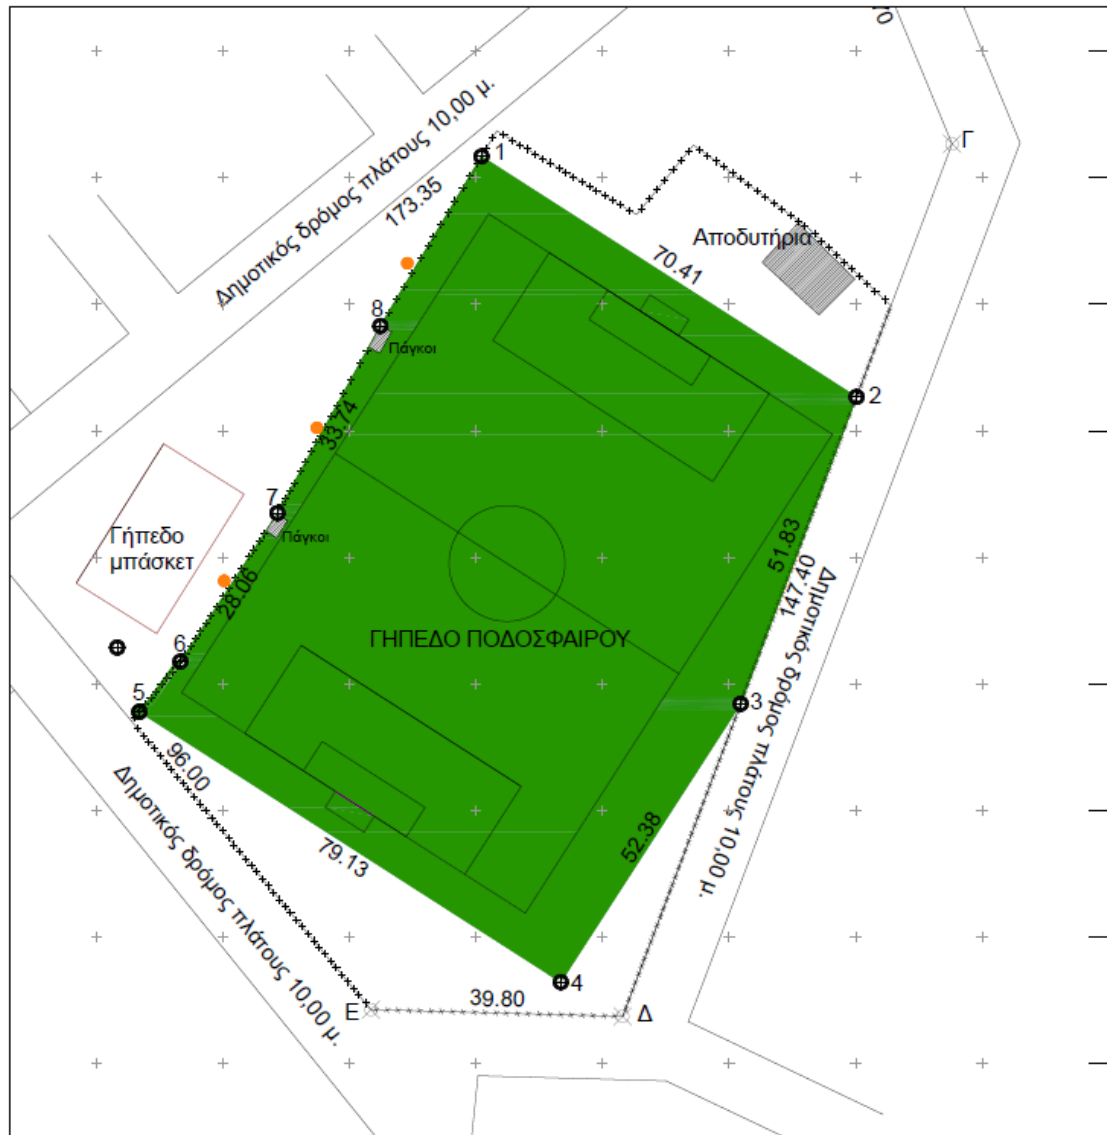 70
Γ
Δημοτικός δρόμος πλάτους 10,00 μ.
1
173.35
Αποδυτήρια
70.41
8
Πάγκοι
2
33.74
7
Πάγκοι
Γήπεδο
μπάσκετ
51.83
147.40
Δημοτικός δρόμος πλάτους 10,00 μ.
28.06
ΓΗΠΕΔΟ ΠΟΔΟΣΦΑΙΡΟΥ
6
5
3
96.00
Δημοτικός δρόμος πλάτους 10,00 μ.
79.13
52.38
4
39.80
Ε
Δ